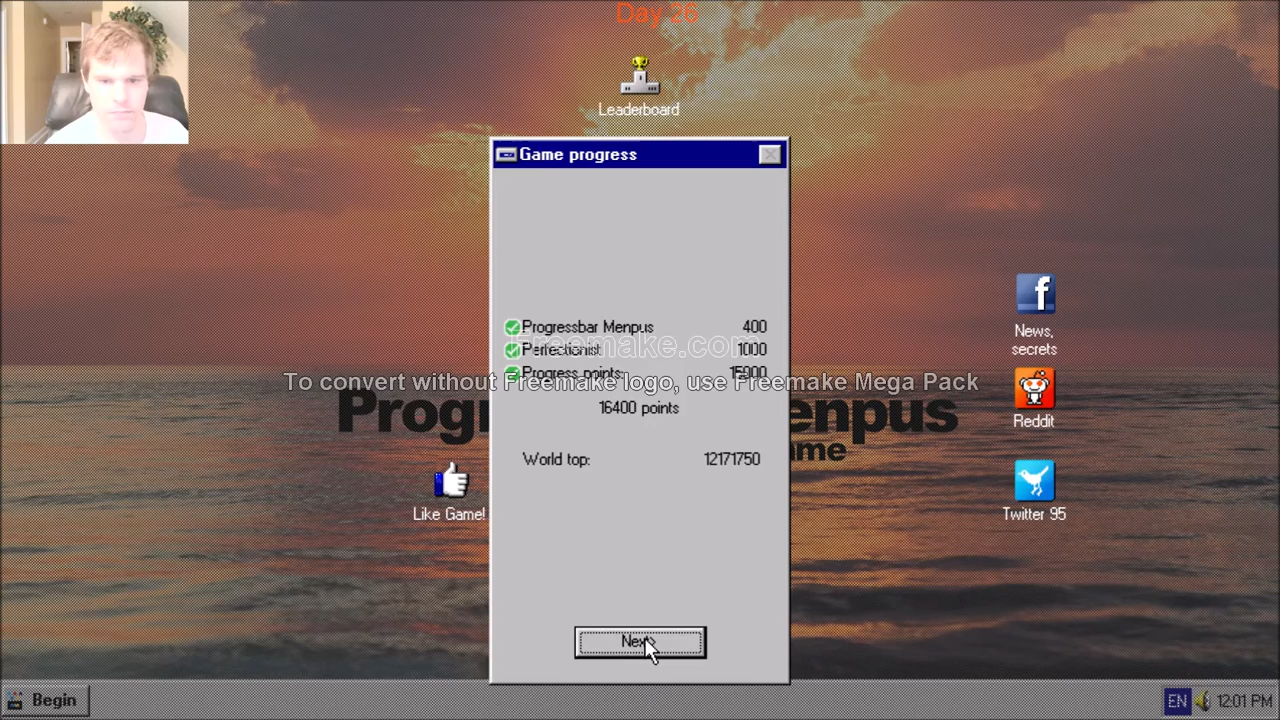 Day 26
Leaderboard
Game progress
Progressbar Menpus 400
Perfectionist 1000
Freemake.com
Progress points: 15000
To convert without Freemake logo, use Freemake Mega Pack
16400 points
World top: 12171750
Next
News,
secrets
Reddit
Like Game!
Twitter 95
Begin
EN 12:01 PM